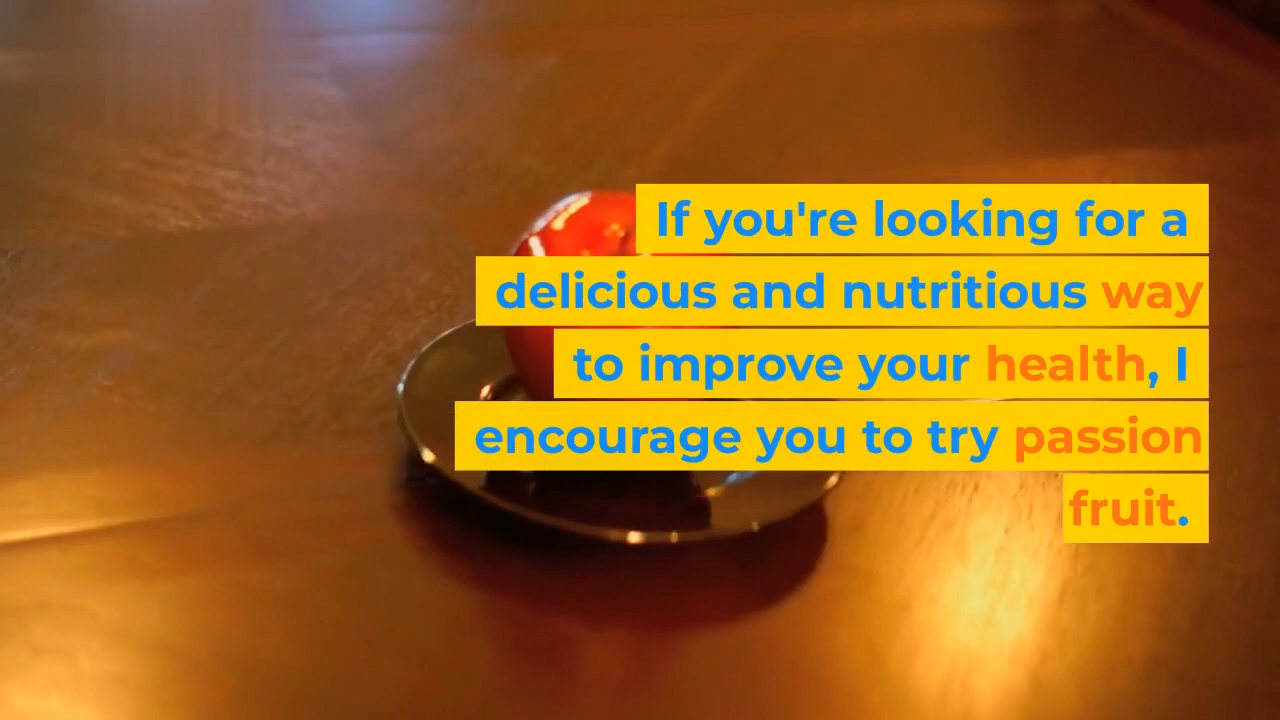 If you're looking for a
delicious and nutritious way
to improve your health, I
encourage you to try passion
fruit.